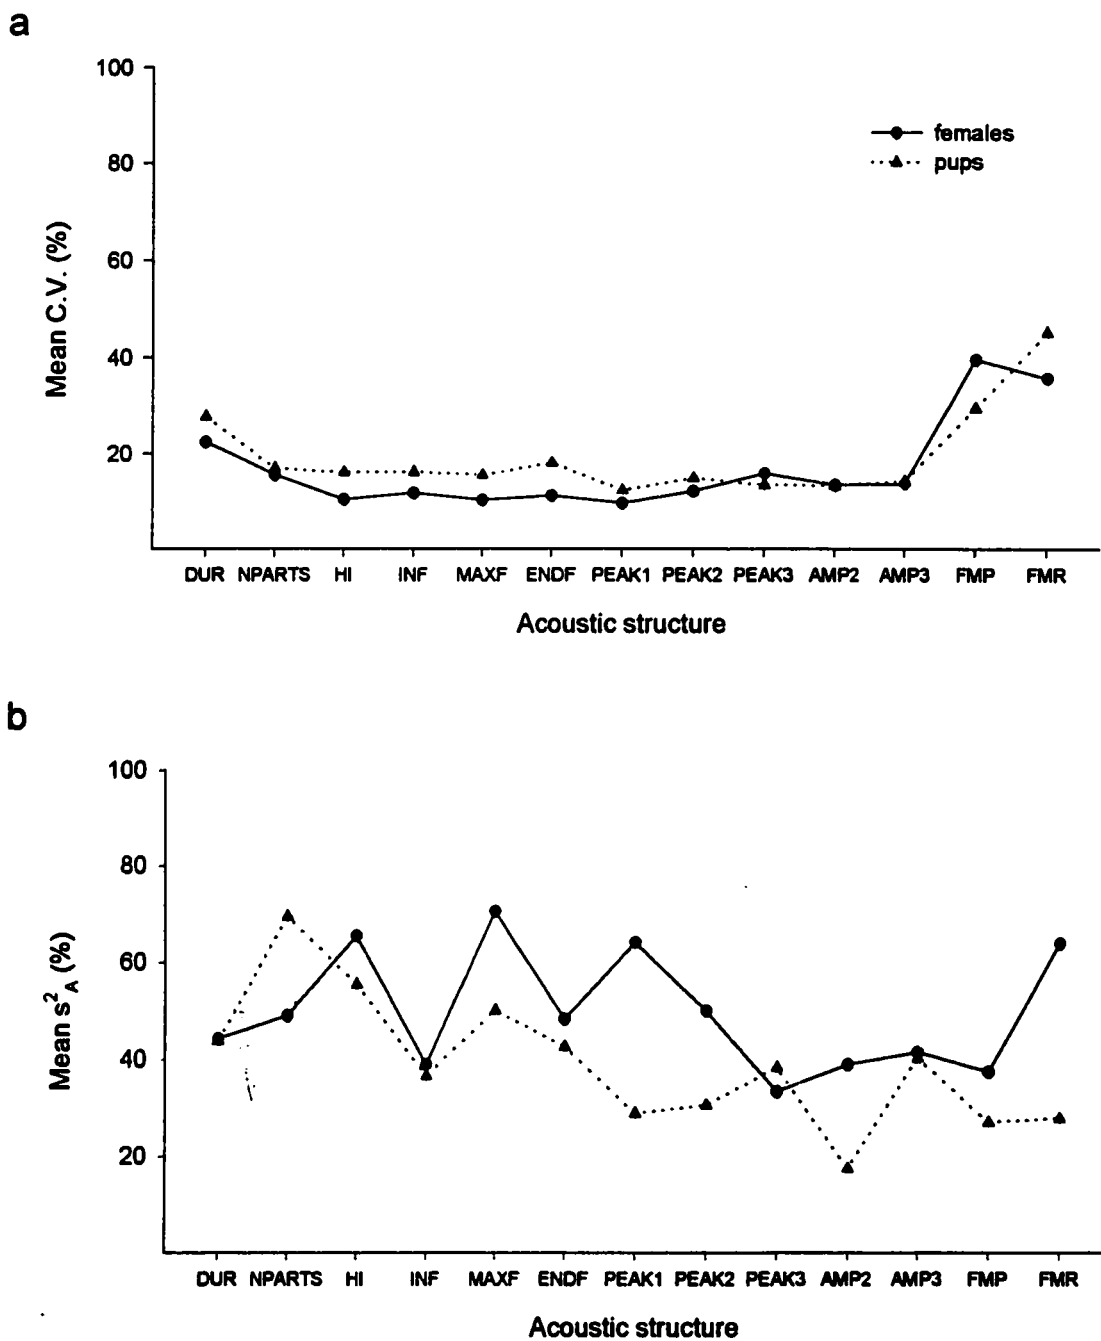 a
100
80
60
40
20
Mean C.V. (%)
females
pups
DUR NPARTS HI INF MAXF ENDF PEAK1 PEAK2 PEAK3 AMP2 AMP3 FMP FMR
Acoustic structure
b
100
80
60
40
20
Mean s²A (%)
DUR NPARTS HI INF MAXF ENDF PEAK1 PEAK2 PEAK3 AMP2 AMP3 FMP FMR
Acoustic structure